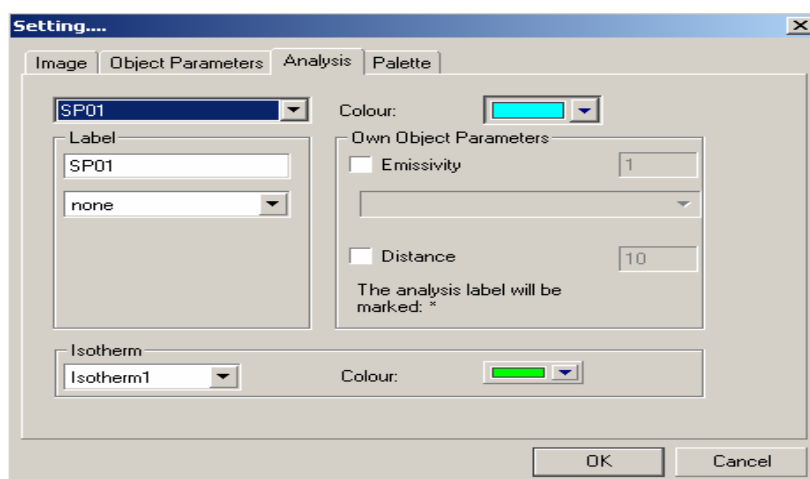 Setting....
Image Object Parameters Analysis Palette
SP01 Colour:
Label Own Object Parameters
SP01 Emissivity 1
none
Distance 10
The analysis label will be
marked: *
Isotherm
Isotherm1 Colour:
OK Cancel